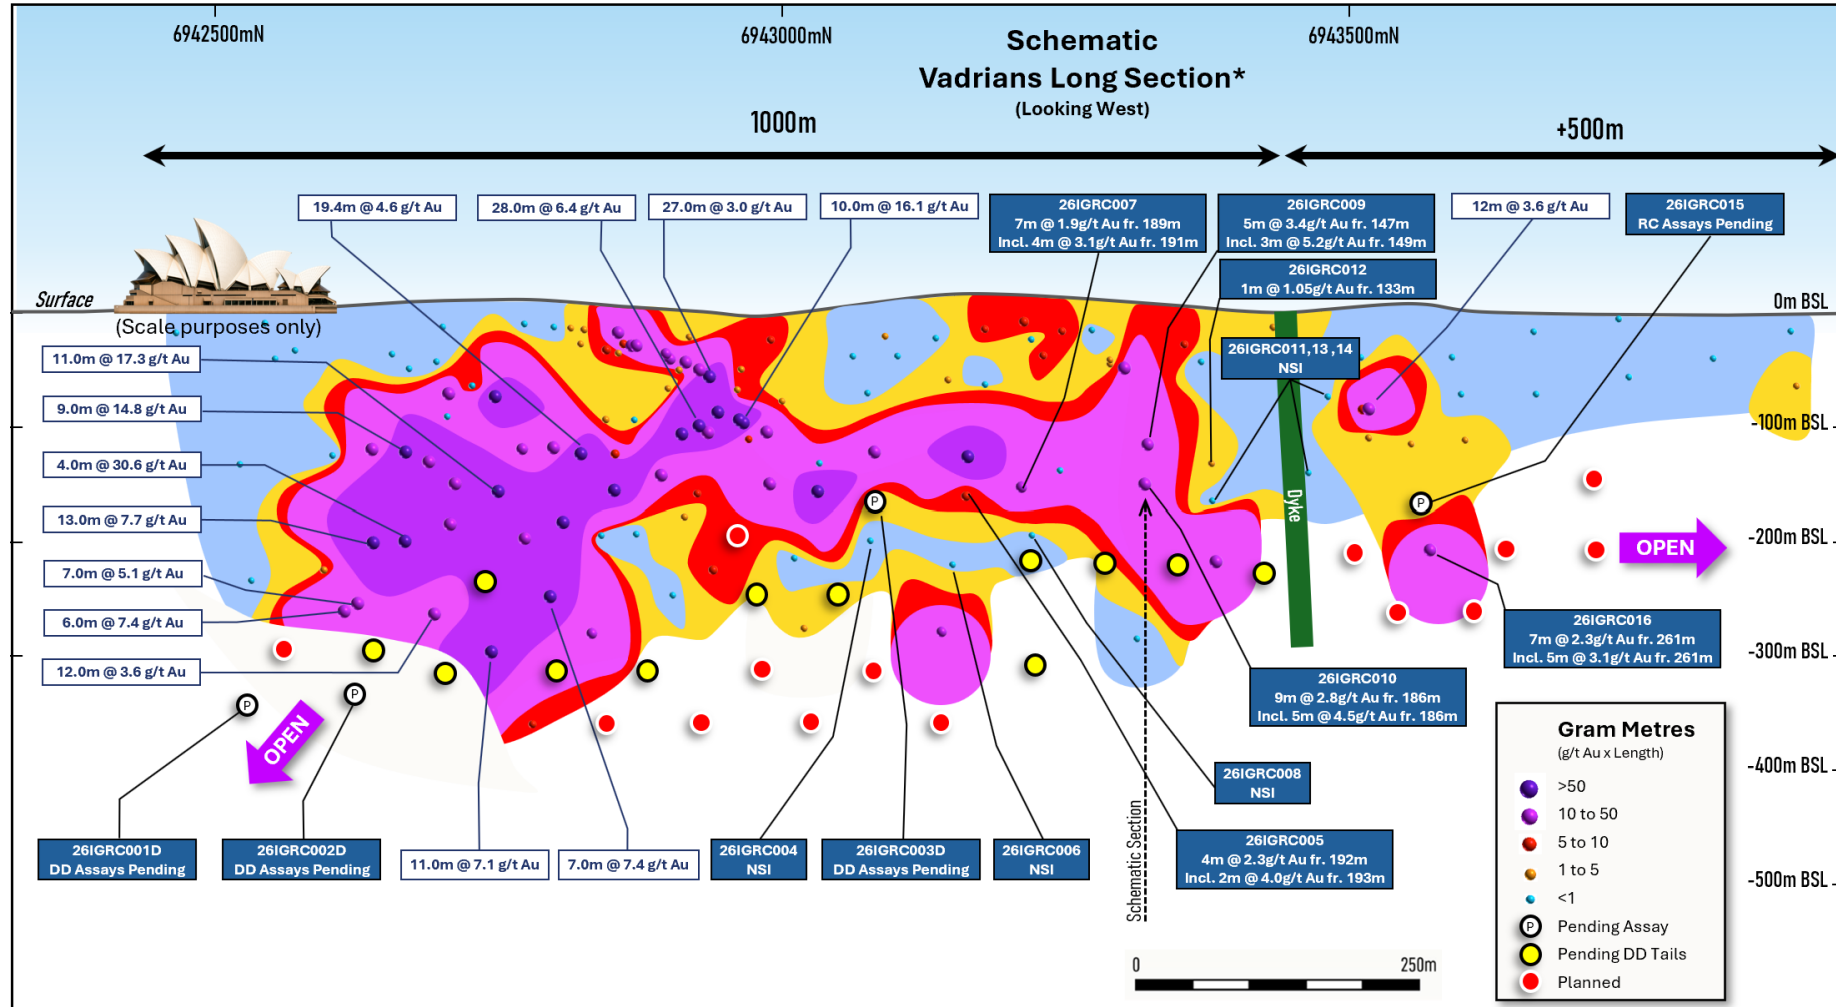 6942500mN
6943000mN
6943500mN
Schematic
Vadrians Long Section*
(Looking West)
1000m
+500m
19.4m @ 4.6 g/t Au
28.0m @ 6.4 g/t Au
27.0m @ 3.0 g/t Au
10.0m @ 16.1 g/t Au
26IGRC007
7m @ 1.9g/t Au fr. 189m
Incl. 4m @ 3.1g/t Au fr. 191m
26IGRC009
5m @ 3.4g/t Au fr. 147m
Incl. 3m @ 5.2g/t Au fr. 149m
12m @ 3.6 g/t Au
26IGRC015
RC Assays Pending
26IGRC012
1m @ 1.05g/t Au fr. 133m
Surface
(Scale purposes only)
0m BSL
26IGRC011,13 ,14
NSI
11.0m @ 17.3 g/t Au
9.0m @ 14.8 g/t Au
-100m BSL
4.0m @ 30.6 g/t Au
P
P
Dyke
13.0m @ 7.7 g/t Au
-200m BSL
OPEN
7.0m @ 5.1 g/t Au
6.0m @ 7.4 g/t Au
26IGRC016
7m @ 2.3g/t Au fr. 261m
Incl. 5m @ 3.1g/t Au fr. 261m
-300m BSL
12.0m @ 3.6 g/t Au
26IGRC010
9m @ 2.8g/t Au fr. 186m
Incl. 5m @ 4.5g/t Au fr. 186m
P
P
OPEN
-400m BSL
26IGRC008
NSI
26IGRC001D
DD Assays Pending
26IGRC002D
DD Assays Pending
11.0m @ 7.1 g/t Au
7.0m @ 7.4 g/t Au
26IGRC004
NSI
26IGRC003D
DD Assays Pending
26IGRC006
NSI
Schematic Section
26IGRC005
4m @ 2.3g/t Au fr. 192m
Incl. 2m @ 4.0g/t Au fr. 193m
-500m BSL
Gram Metres
(g/t Au x Length)
>50
10 to 50
5 to 10
1 to 5
<1
P Pending Assay
Pending DD Tails
Planned
0
250m